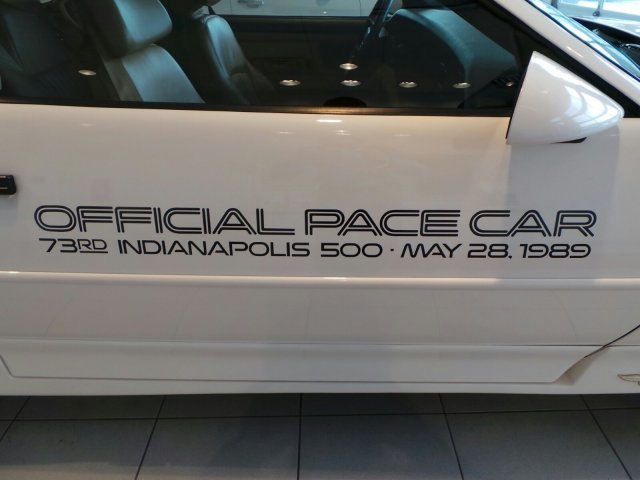 OFFICIAL PACE CAR
73RD INDIANAPOLIS 500 · MAY 28, 1989